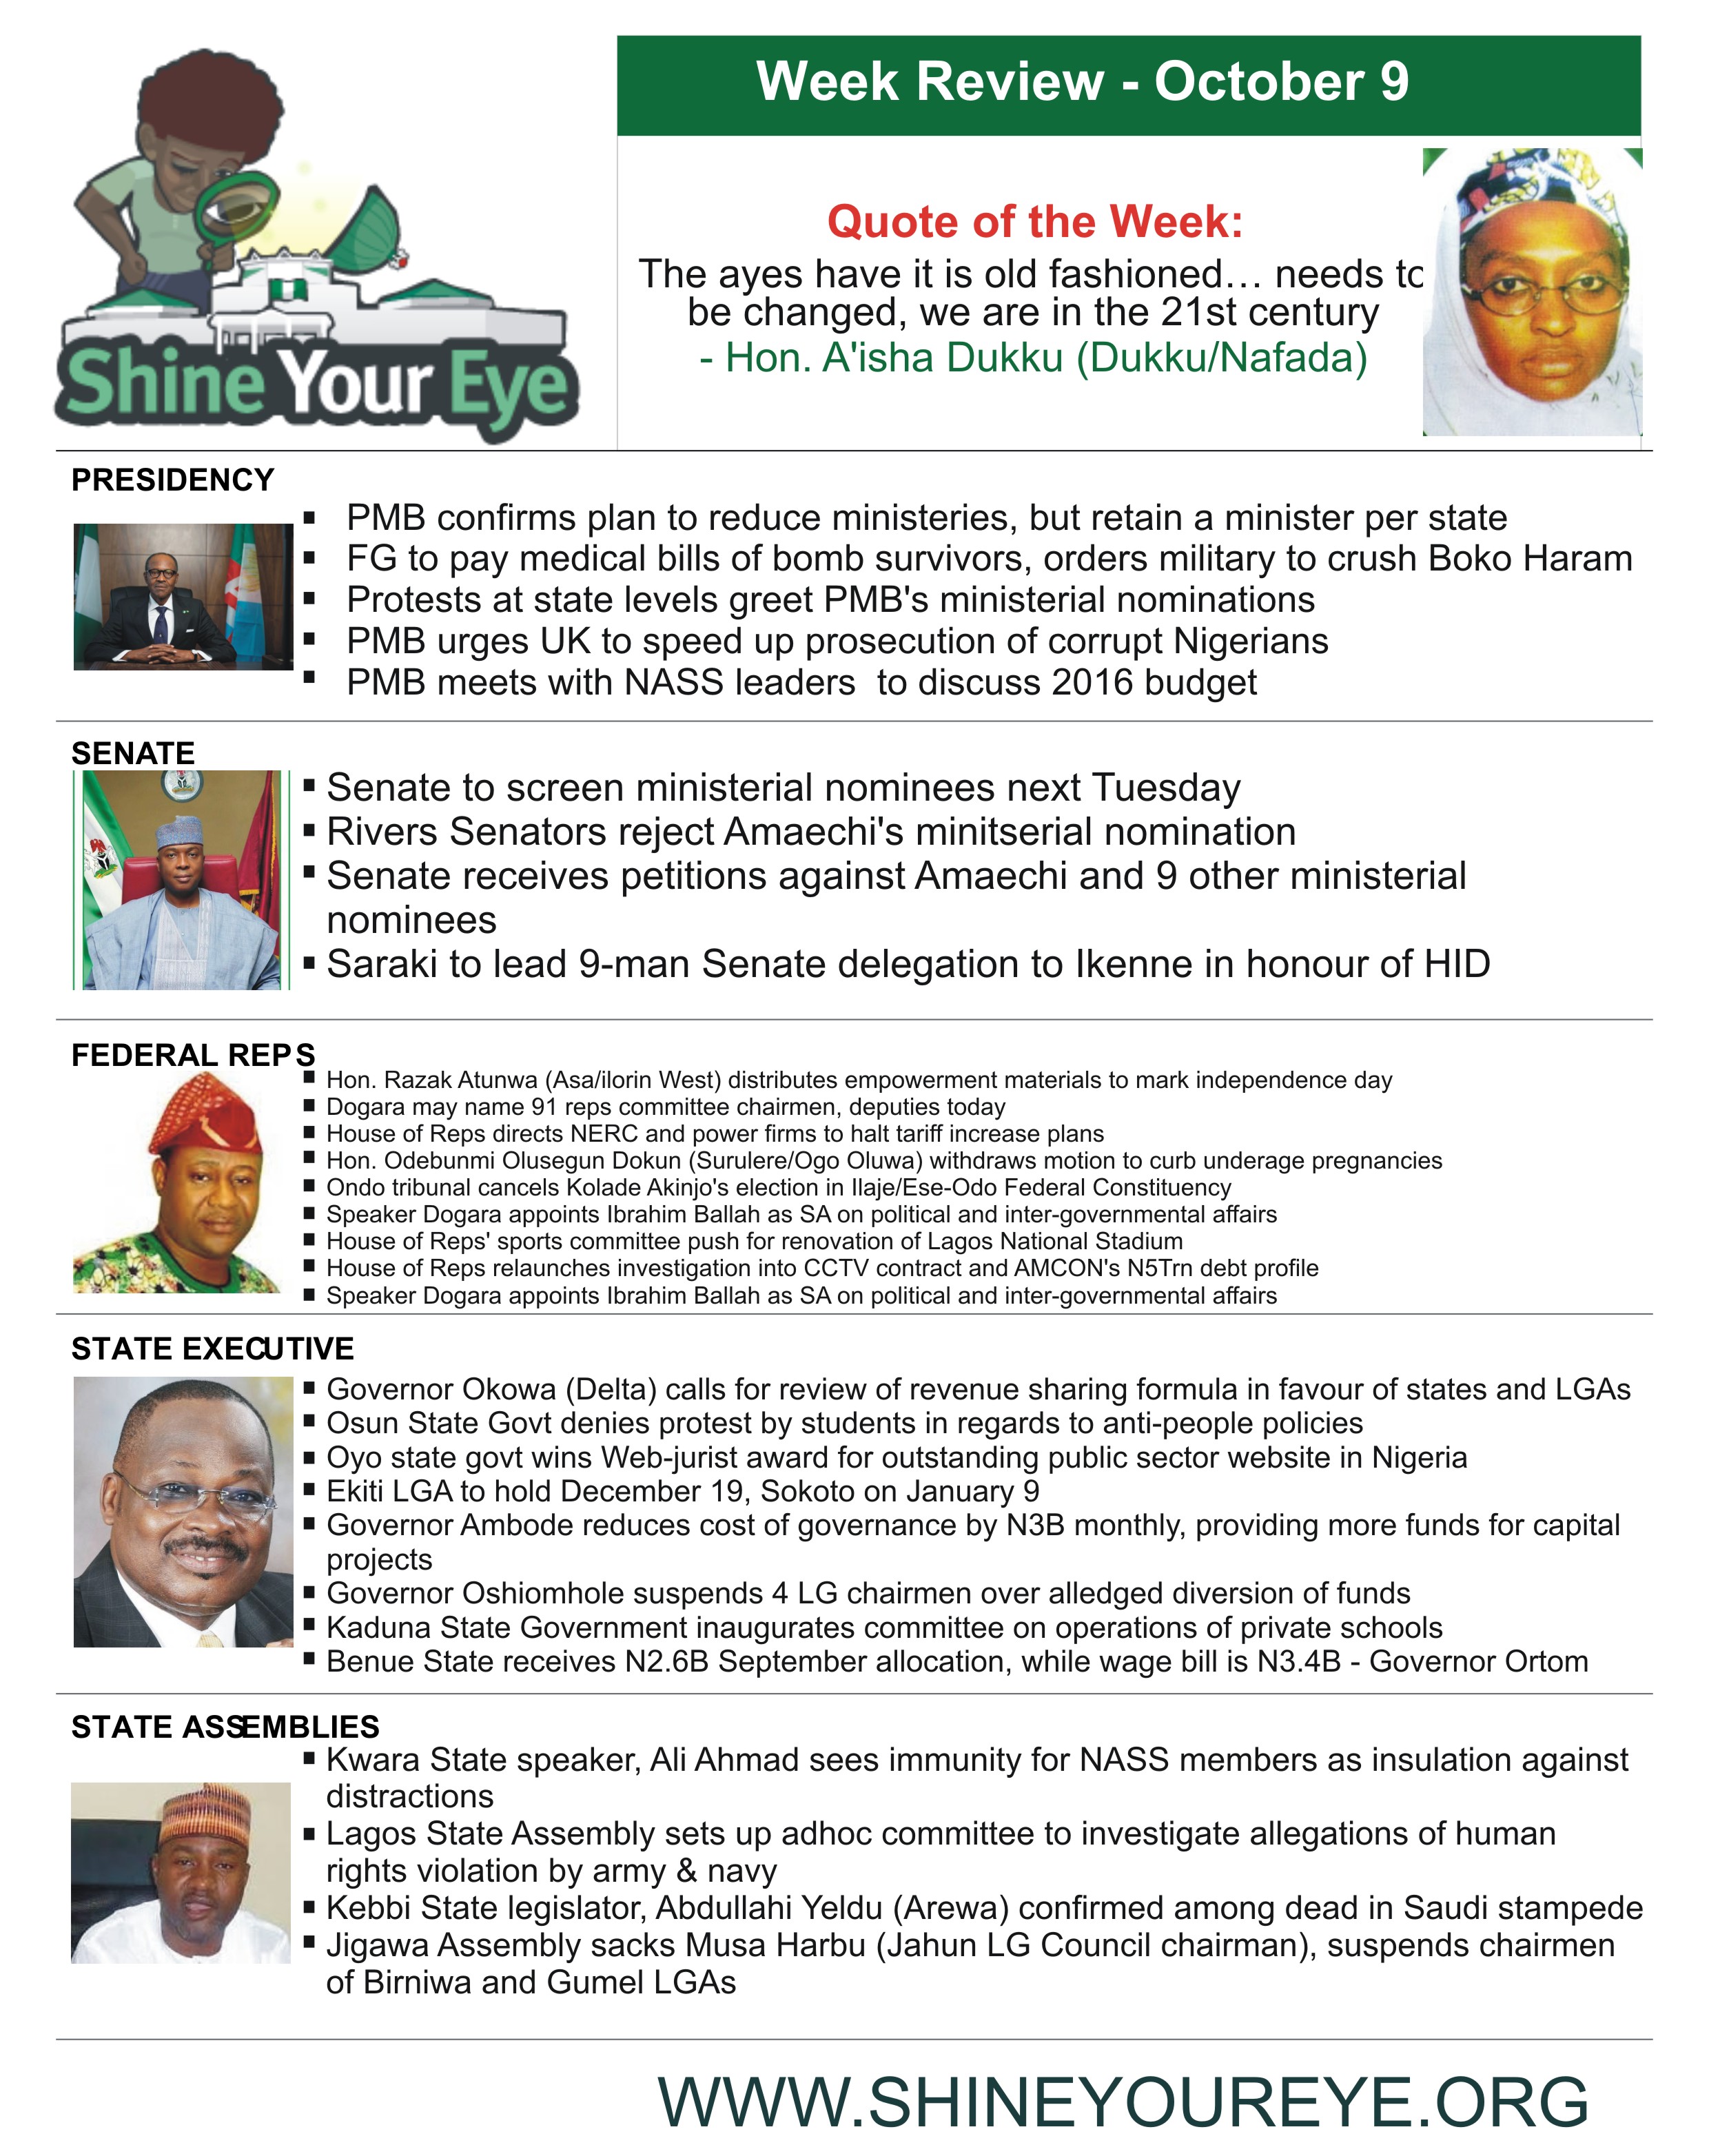 Week Review - October 9
Shine Your Eye
Quote of the Week:
The ayes have it is old fashioned… needs to
be changed, we are in the 21st century
- Hon. A'isha Dukku (Dukku/Nafada)
PRESIDENCY
▪ PMB confirms plan to reduce ministeries, but retain a minister per state
▪ FG to pay medical bills of bomb survivors, orders military to crush Boko Haram
▪ Protests at state levels greet PMB's ministerial nominations
▪ PMB urges UK to speed up prosecution of corrupt Nigerians
▪ PMB meets with NASS leaders  to discuss 2016 budget
SENATE
▪ Senate to screen ministerial nominees next Tuesday
▪ Rivers Senators reject Amaechi's minitserial nomination
▪ Senate receives petitions against Amaechi and 9 other ministerial
nominees
▪ Saraki to lead 9-man Senate delegation to Ikenne in honour of HID
FEDERAL REPS
▪ Hon. Razak Atunwa (Asa/ilorin West) distributes empowerment materials to mark independence day
▪ Dogara may name 91 reps committee chairmen, deputies today
▪ House of Reps directs NERC and power firms to halt tariff increase plans
▪ Hon. Odebunmi Olusegun Dokun (Surulere/Ogo Oluwa) withdraws motion to curb underage pregnancies
▪ Ondo tribunal cancels Kolade Akinjo's election in Ilaje/Ese-Odo Federal Constituency
▪ Speaker Dogara appoints Ibrahim Ballah as SA on political and inter-governmental affairs
▪ House of Reps' sports committee push for renovation of Lagos National Stadium
▪ House of Reps relaunches investigation into CCTV contract and AMCON's N5Trn debt profile
▪ Speaker Dogara appoints Ibrahim Ballah as SA on political and inter-governmental affairs
STATE EXECUTIVE
▪ Governor Okowa (Delta) calls for review of revenue sharing formula in favour of states and LGAs
▪ Osun State Govt denies protest by students in regards to anti-people policies
▪ Oyo state govt wins Web-jurist award for outstanding public sector website in Nigeria
▪ Ekiti LGA to hold December 19, Sokoto on January 9
▪ Governor Ambode reduces cost of governance by N3B monthly, providing more funds for capital
projects
▪ Governor Oshiomhole suspends 4 LG chairmen over alledged diversion of funds
▪ Kaduna State Government inaugurates committee on operations of private schools
▪ Benue State receives N2.6B September allocation, while wage bill is N3.4B - Governor Ortom
STATE ASSEMBLIES
▪ Kwara State speaker, Ali Ahmad sees immunity for NASS members as insulation against
distractions
▪ Lagos State Assembly sets up adhoc committee to investigate allegations of human
rights violation by army & navy
▪ Kebbi State legislator, Abdullahi Yeldu (Arewa) confirmed among dead in Saudi stampede
▪ Jigawa Assembly sacks Musa Harbu (Jahun LG Council chairman), suspends chairmen
of Birniwa and Gumel LGAs
WWW.SHINEYOUREYE.ORG